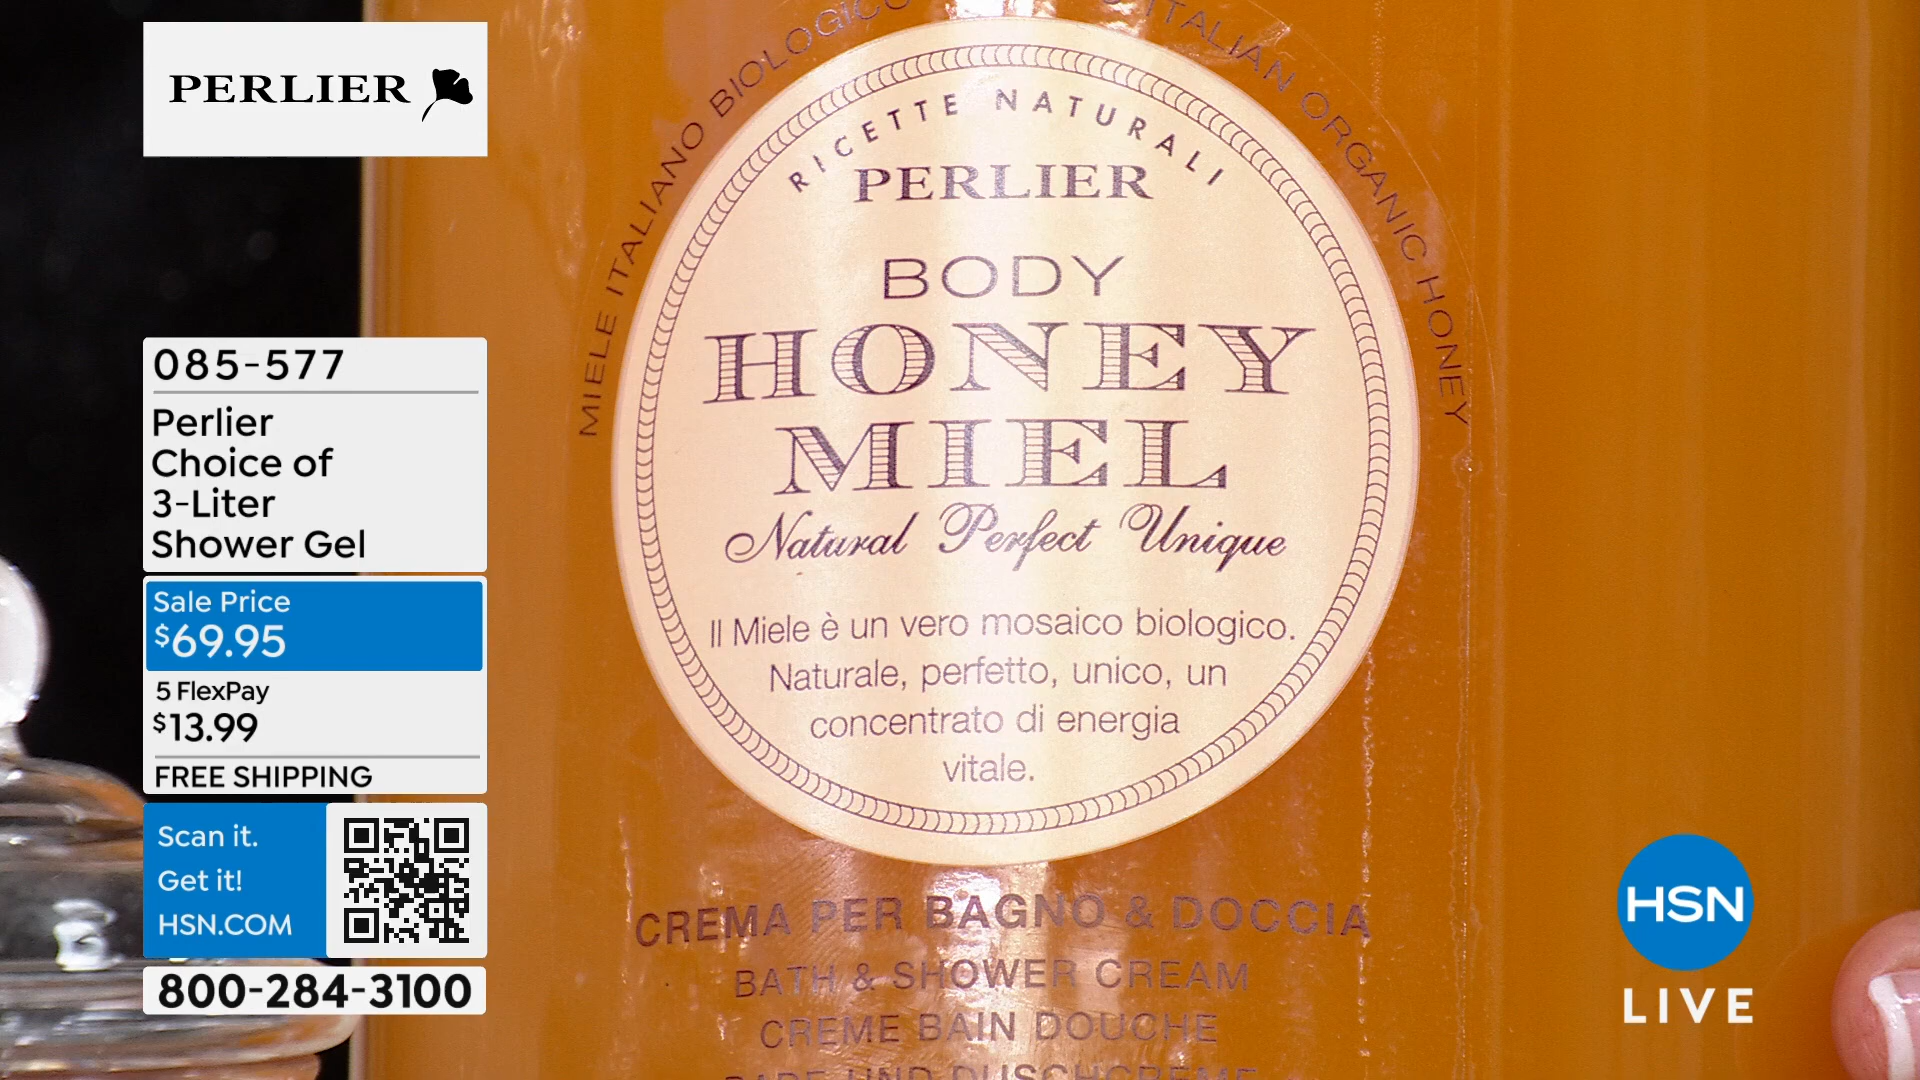 PERLIER
085-577
Perlier
Choice of
3-Liter
Shower Gel
Sale Price
$69.95
5 FlexPay
$13.99
FREE SHIPPING
Scan it.
Get it!
HSN.COM
800-284-3100
MIELE ITALIANO BIOLOGICO
ITALIAN ORGANIC HONEY
RICETTE NATURALI
PERLIER
BODY
HONEY
MIEL
Natural Perfect Unique
Il Miele è un vero mosaico biologico.
Naturale, perfetto, unico, un
concentrato di energia
vitale.
CREMA PER BAGNO & DOCCIA
BATH & SHOWER CREAM
CREME BAIN DOUCHE
BADE UND DUSCHCREME
HSN
LIVE